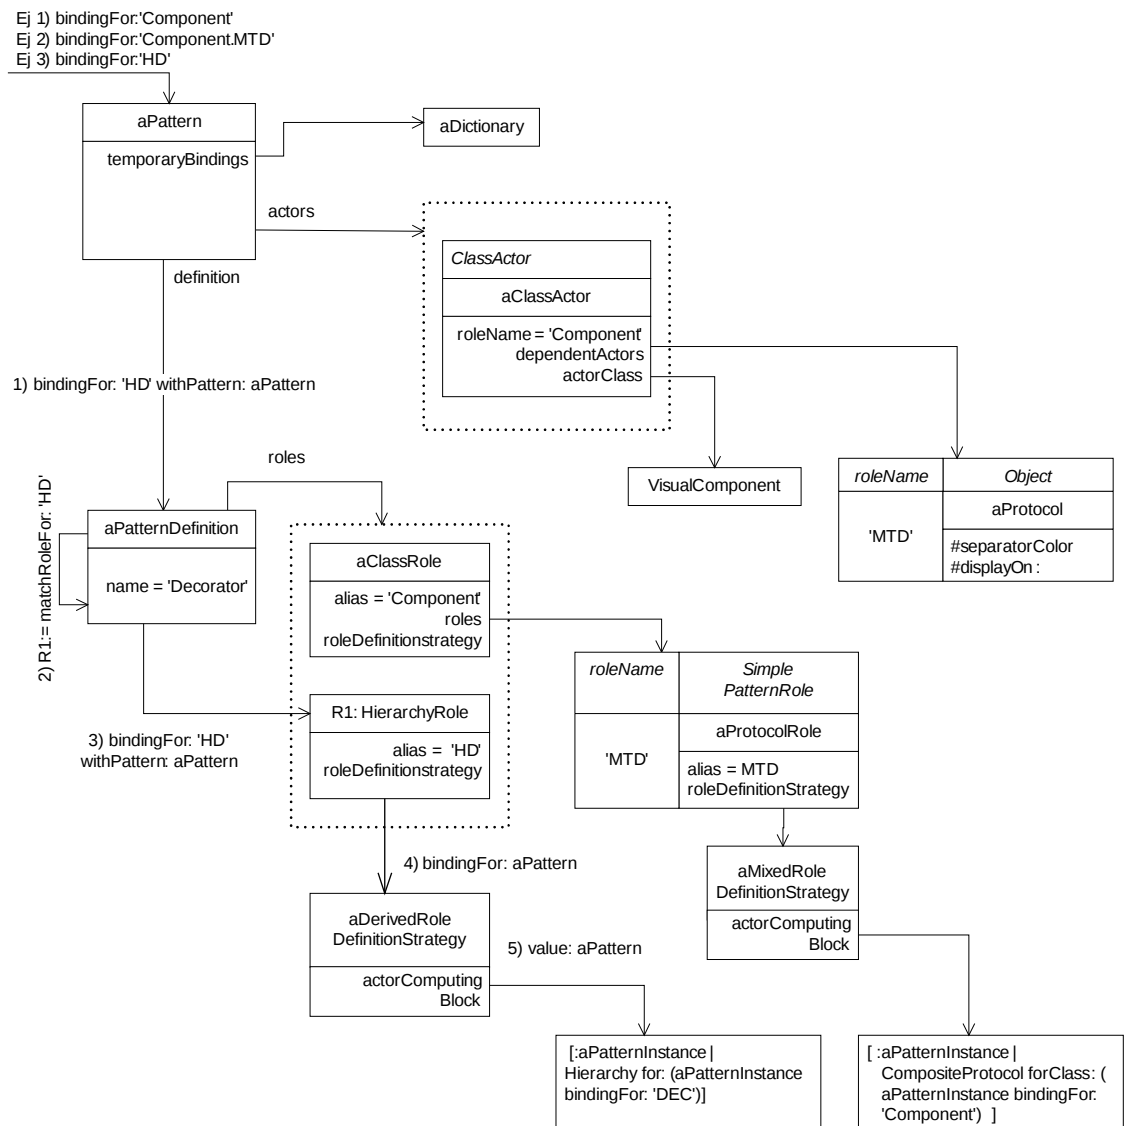 Ej 1) bindingFor:'Component'
Ej 2) bindingFor:'Component.MTD'
Ej 3) bindingFor:'HD'
aPattern
temporaryBindings
aDictionary
actors
definition
ClassActor
aClassActor
roleName = 'Component'
dependentActors
actorClass
1) bindingFor: 'HD' withPattern: aPattern
VisualComponent
roleName
Object
'MTD'
aProtocol
#separatorColor
#displayOn :
roles
2) R1:= matchRoleFor: 'HD'
aPatternDefinition
name = 'Decorator'
aClassRole
alias = 'Component'
roles
roleDefinitionstrategy
R1: HierarchyRole
alias = 'HD'
roleDefinitionstrategy
3) bindingFor: 'HD'
withPattern: aPattern
roleName
Simple
PatternRole
'MTD'
aProtocolRole
alias = MTD
roleDefinitionStrategy
4) bindingFor: aPattern
aDerivedRole
DefinitionStrategy
actorComputing
Block
5) value: aPattern
aMixedRole
DefinitionStrategy
actorComputing
Block
[:aPatternInstance |
Hierarchy for: (aPatternInstance
bindingFor: 'DEC')]
[ :aPatternInstance |
CompositeProtocol forClass: (
aPatternInstance bindingFor:
'Component') ]